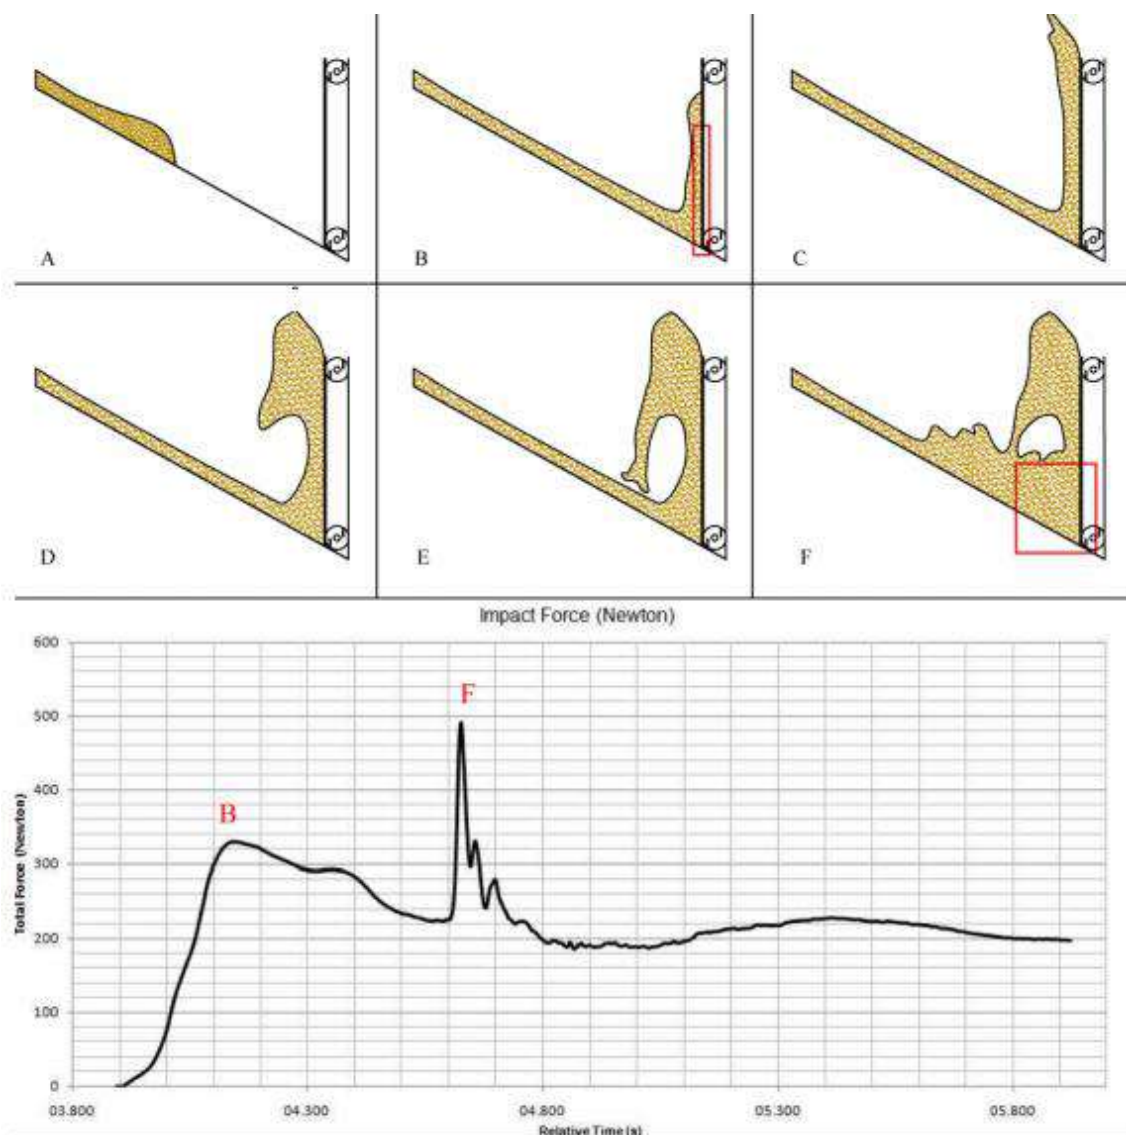 A
B
C
D
E
F
Impact Force (Newton)
600
500
400
300
200
100
0
Total Force (Newton)
F
B
03.800 04.300 04.800 05.300 05.800
Relative Time (s)